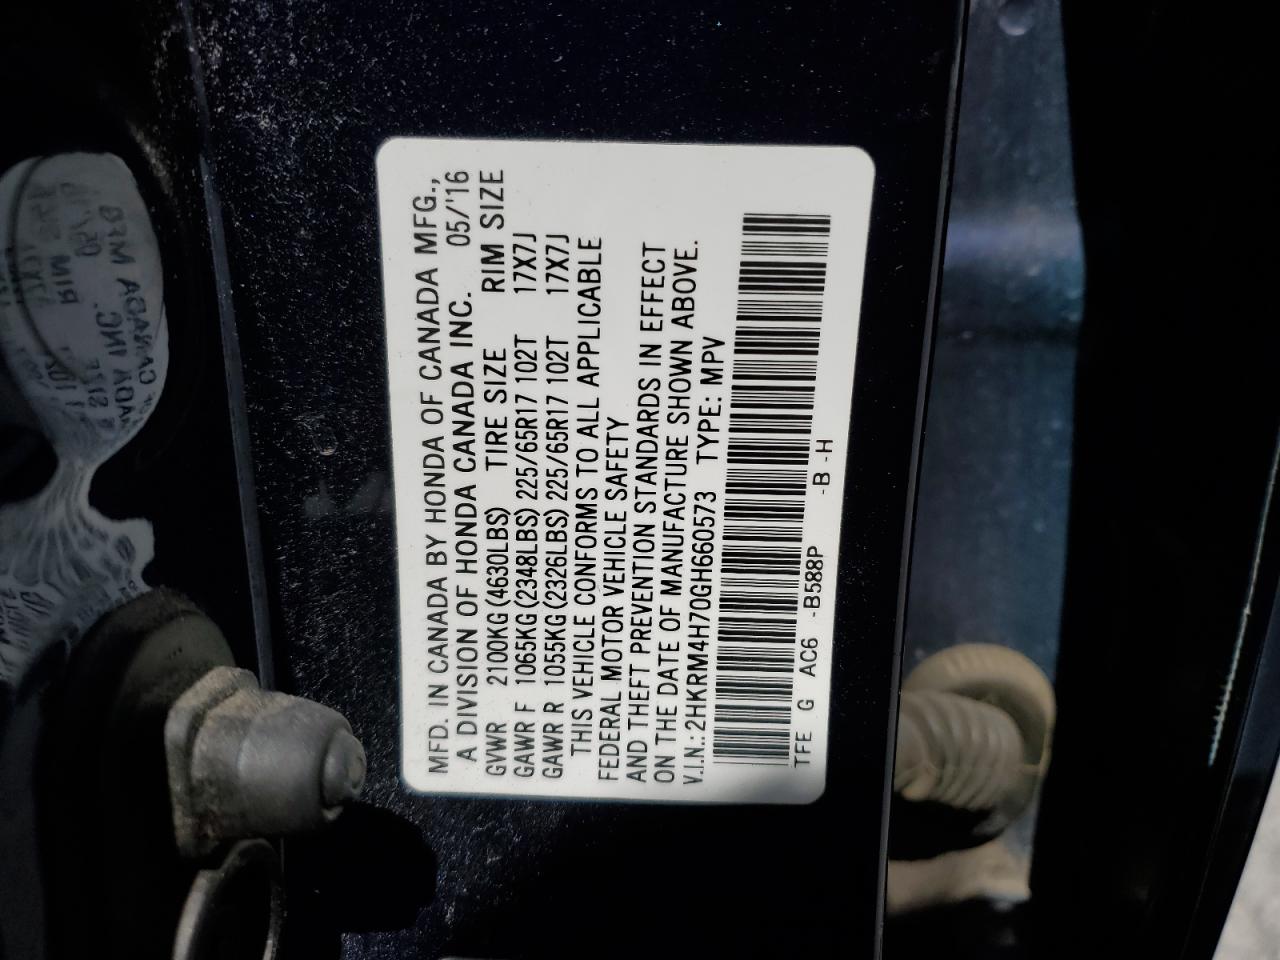 MFD. IN CANADA BY HONDA OF CANADA MFG.,
A DIVISION OF HONDA CANADA INC. 05/'16
GVWR 2100KG (4630LBS) TIRE SIZE RIM SIZE
GAWR F 1065KG (2348LBS) 225/65R17 102T 17X7J
GAWR R 1055KG (2326LBS) 225/65R17 102T 17X7J
THIS VEHICLE CONFORMS TO ALL APPLICABLE
FEDERAL MOTOR VEHICLE SAFETY
AND THEFT PREVENTION STANDARDS IN EFFECT
ON THE DATE OF MANUFACTURE SHOWN ABOVE.
V.I.N.: 2HKRM4H70GH660573 TYPE: MPV
TFE G AC6 -B588P -B -H